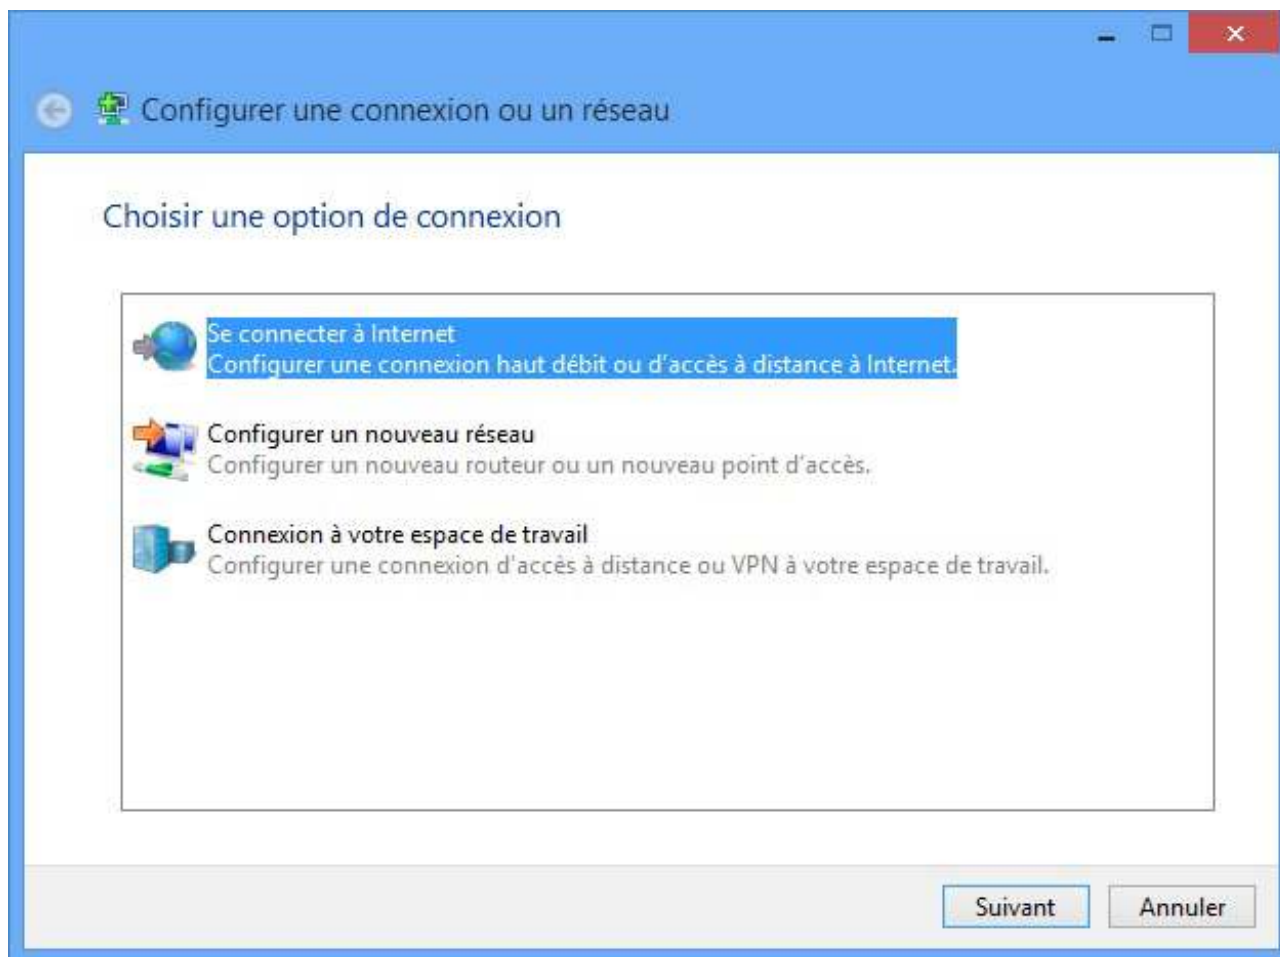 Configurer une connexion ou un réseau
Choisir une option de connexion
Se connecter à Internet
Configurer une connexion haut débit ou d'accès à distance à Internet.
Configurer un nouveau réseau
Configurer un nouveau routeur ou un nouveau point d'accès.
Connexion à votre espace de travail
Configurer une connexion d'accès à distance ou VPN à votre espace de travail.
Suivant Annuler